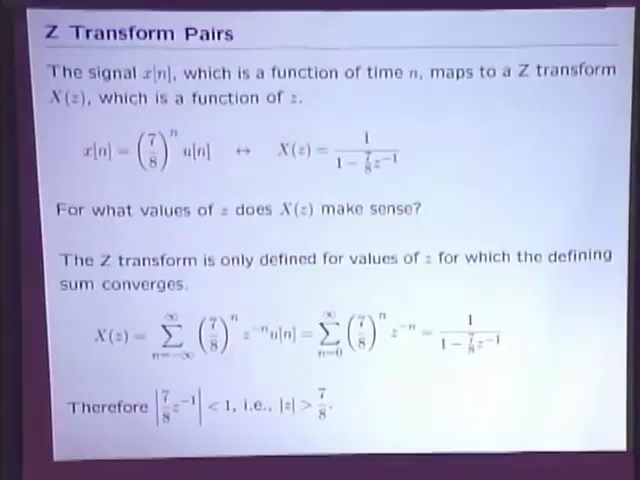 Z Transform Pairs
The signal x[n], which is a function of time n, maps to a Z transform
X(z), which is a function of z.
x[n] = (7/8)^n u[n] ↔ X(z) = 1/(1 − 7/8 z^−1)
For what values of z does X(z) make sense?
The Z transform is only defined for values of z for which the defining
sum converges.
X(z) = ∑_{n=−∞}^{∞} (7/8)^n z^−n u[n] = ∑_{n=0}^{∞} (7/8)^n z^−n = 1/(1 − 7/8 z^−1)
Therefore |7/8 z^−1| < 1, i.e., |z| > 7/8.